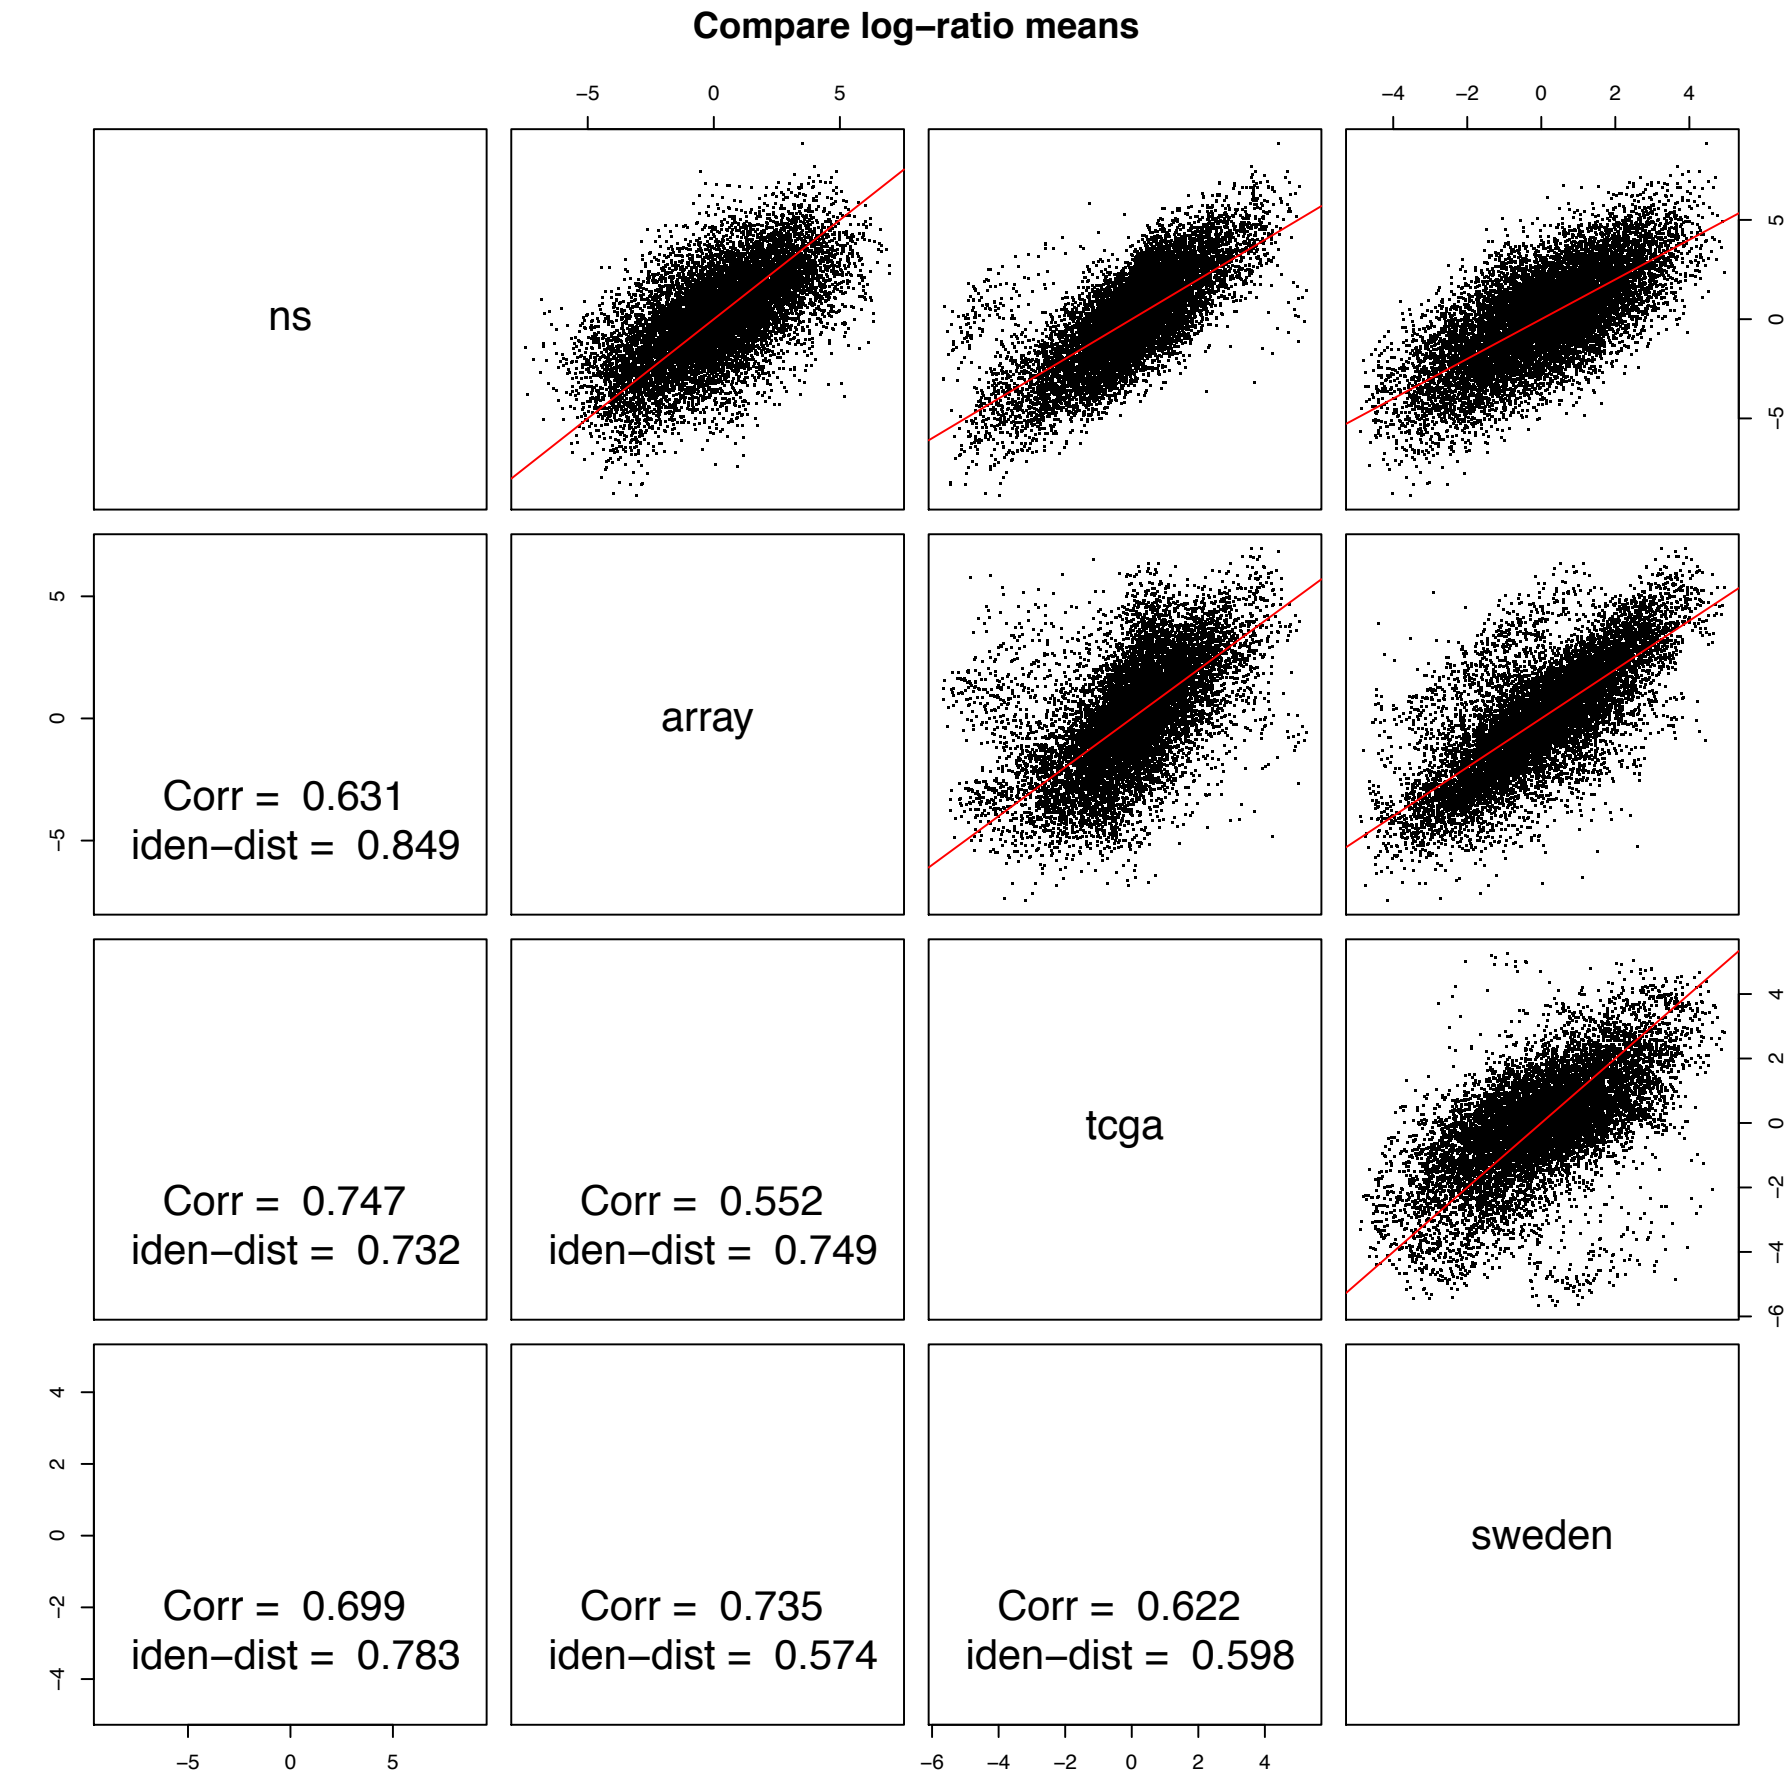 Compare log−ratio means
−5 0 5
−4 −2 0 2 4
ns
−5 0 5
−5 0 5
Corr = 0.631
iden−dist = 0.849
array
Corr = 0.747
iden−dist = 0.732
Corr = 0.552
iden−dist = 0.749
tcga
−6 −4 −2 0 2 4
−4 −2 0 2 4
Corr = 0.699
iden−dist = 0.783
Corr = 0.735
iden−dist = 0.574
Corr = 0.622
iden−dist = 0.598
sweden
−5 0 5
−6 −4 −2 0 2 4